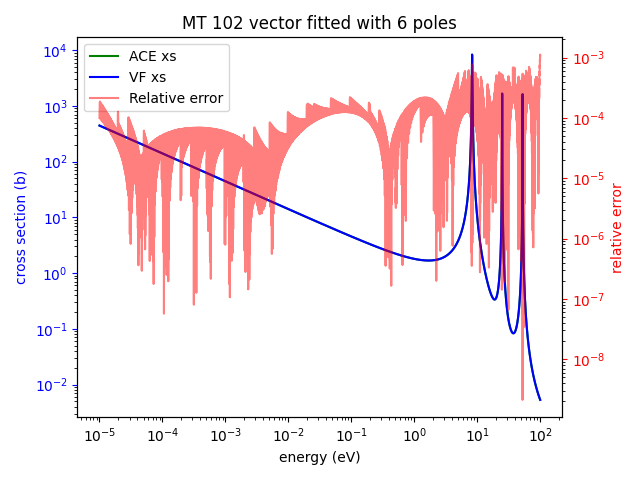 MT 102 vector fitted with 6 poles
ACE xs
VF xs
Relative error
cross section (b)
10^4
10^3
10^2
10^1
10^0
10^-1
10^-2
10^-3
10^-4
10^-5
10^-6
10^-7
10^-8
relative error
10^-5 10^-4 10^-3 10^-2 10^-1 10^0 10^1 10^2
energy (eV)